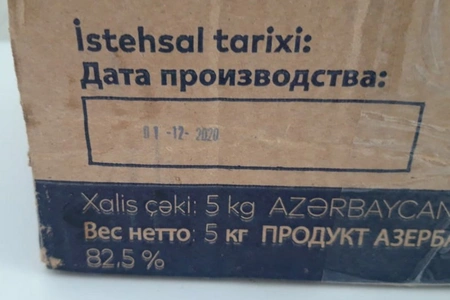 İstehsal tarixi:
Дата производства:
01 -12- 2020
Xalis çəki: 5 kg AZƏRBAYCAN
Вес нетто 5 кг ПРОДУКТ АЗЕРБ
82.5 %